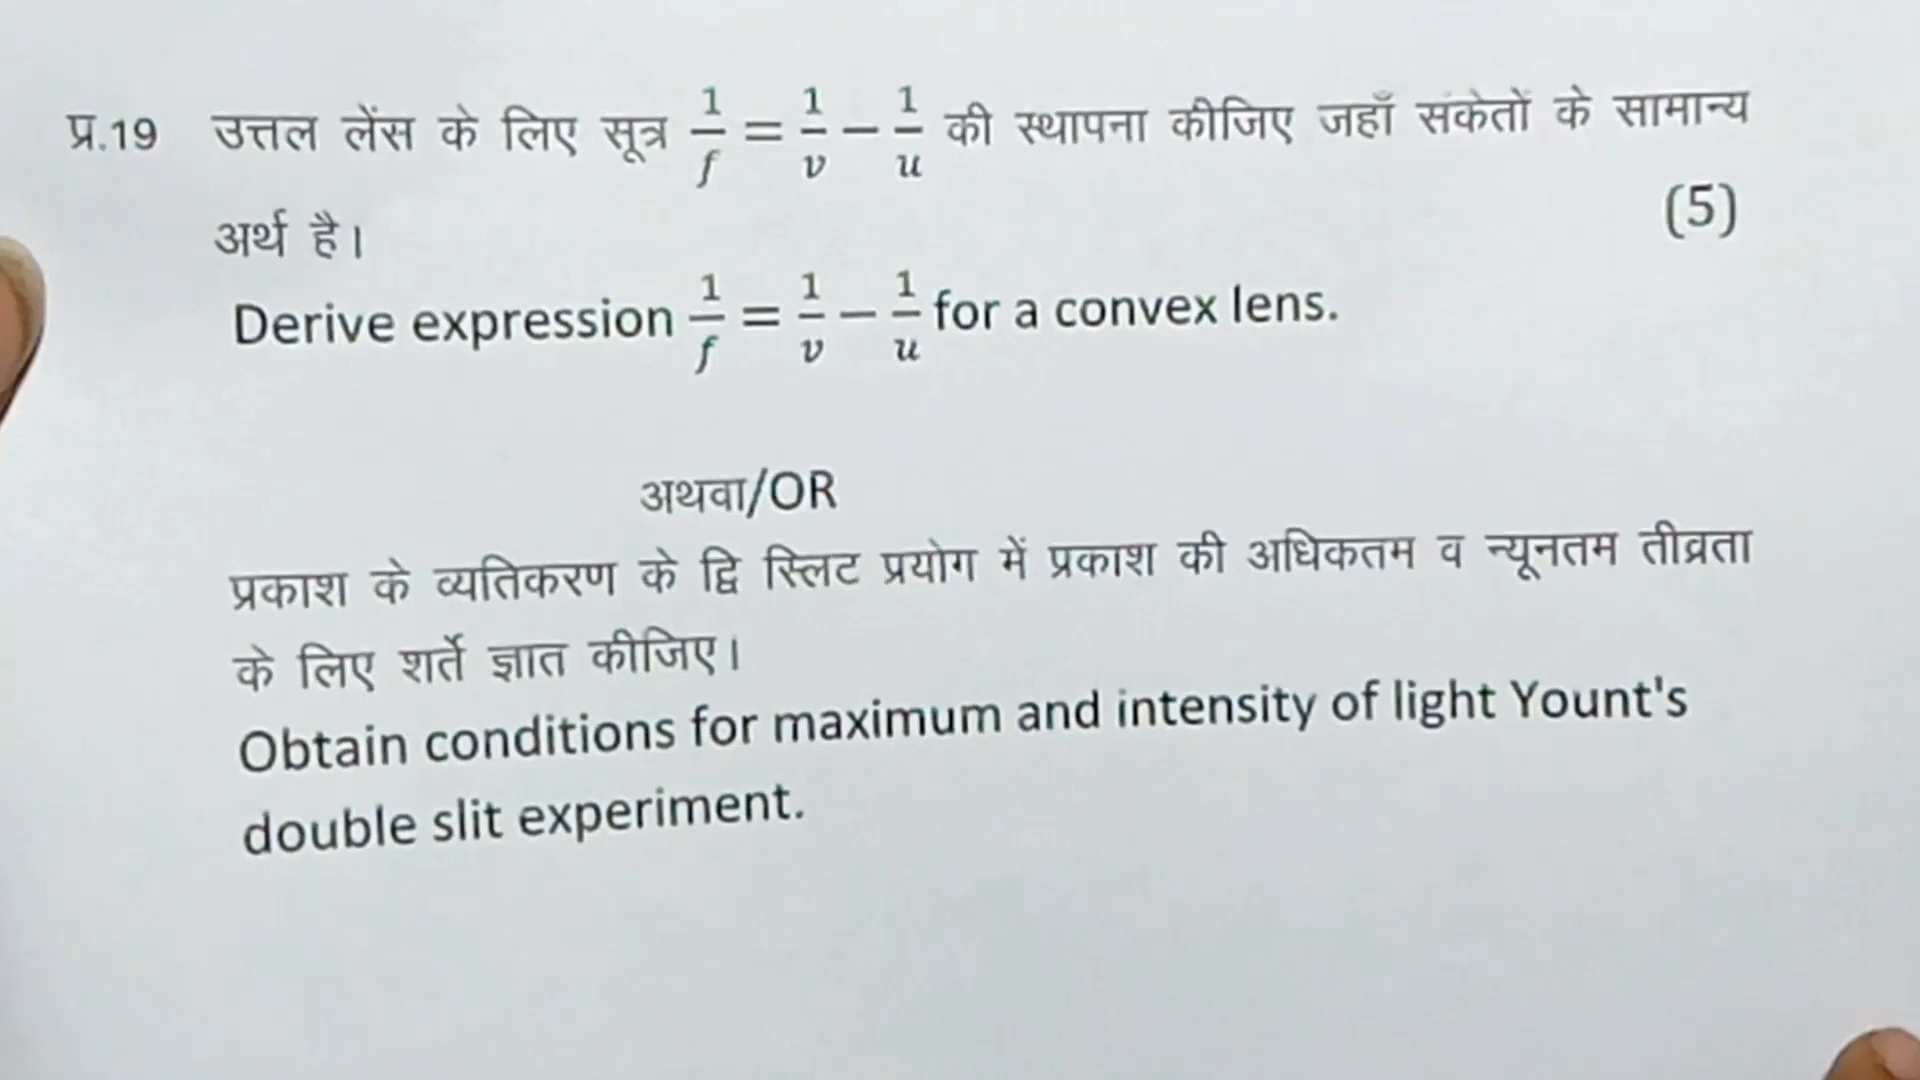 प्र.19 उत्तल लेंस के लिए सूत्र 1/f = 1/v − 1/u की स्थापना कीजिए जहाँ संकेतों के सामान्य
अर्थ है। (5)
Derive expression 1/f = 1/v − 1/u for a convex lens.
अथवा/OR
प्रकाश के व्यतिकरण के द्वि स्लिट प्रयोग में प्रकाश की अधिकतम व न्यूनतम तीव्रता
के लिए शर्ते ज्ञात कीजिए।
Obtain conditions for maximum and intensity of light Yount's
double slit experiment.